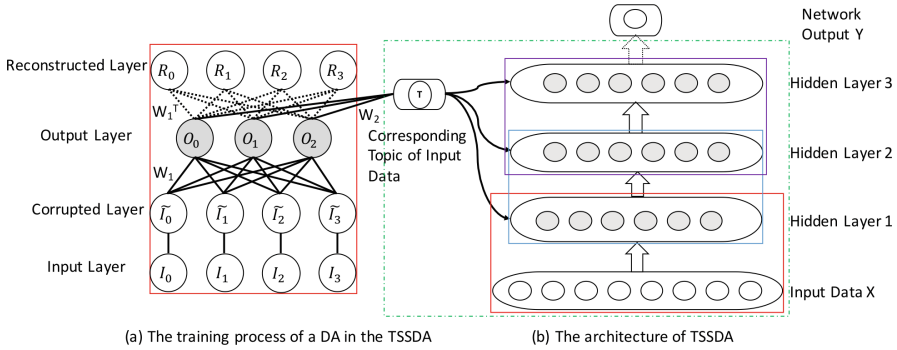 Network
Output Y
Reconstructed Layer
R₀ R₁ R₂ R₃
Hidden Layer 3
T
W₁ᵀ
W₂
Output Layer
O₀ O₁ O₂
Corresponding
Topic of Input
Data
Hidden Layer 2
W₁
Corrupted Layer
Ĩ₀ Ĩ₁ Ĩ₂ Ĩ₃
Hidden Layer 1
Input Layer
I₀ I₁ I₂ I₃
Input Data X
(a) The training process of a DA in the TSSDA
(b) The architecture of TSSDA